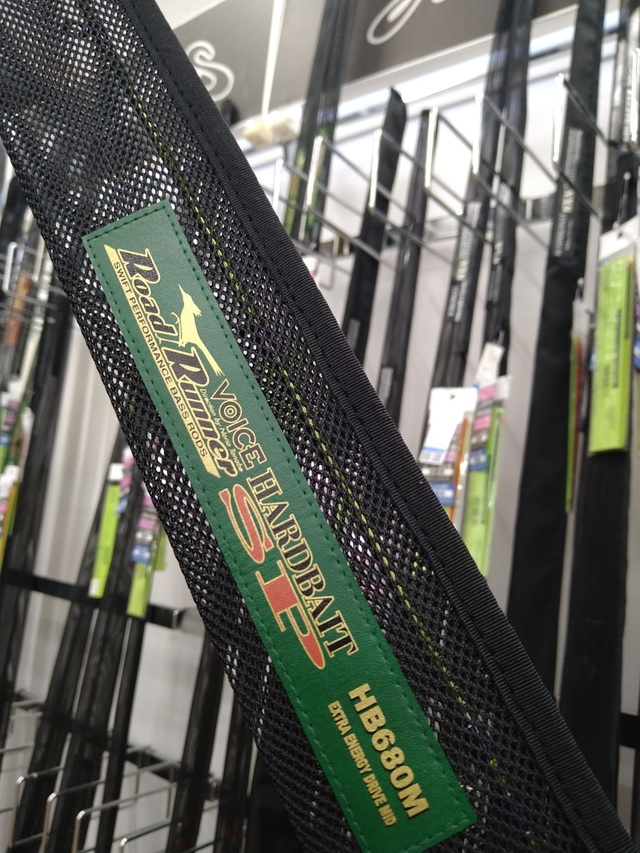 Road Runner
SWIFT PERFORMANCE BASS RODS
VOICE
HARDBAIT
SP
HB680M
EXTRA ENERGY DRIVE MID